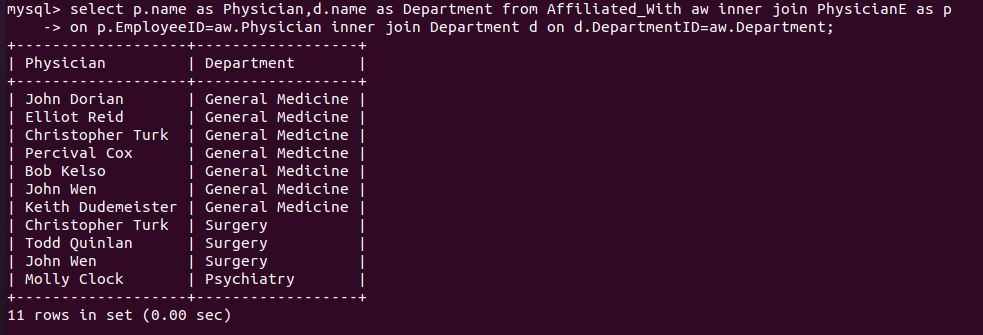 mysql> select p.name as Physician,d.name as Department from Affiliated_With aw inner join PhysicianE as p
    -> on p.EmployeeID=aw.Physician inner join Department d on d.DepartmentID=aw.Department;
+-------------------+------------------+
| Physician         | Department       |
+-------------------+------------------+
| John Dorian       | General Medicine |
| Elliot Reid       | General Medicine |
| Christopher Turk  | General Medicine |
| Percival Cox      | General Medicine |
| Bob Kelso         | General Medicine |
| John Wen          | General Medicine |
| Keith Dudemeister | General Medicine |
| Christopher Turk  | Surgery          |
| Todd Quinlan      | Surgery          |
| John Wen          | Surgery          |
| Molly Clock       | Psychiatry       |
+-------------------+------------------+
11 rows in set (0.00 sec)